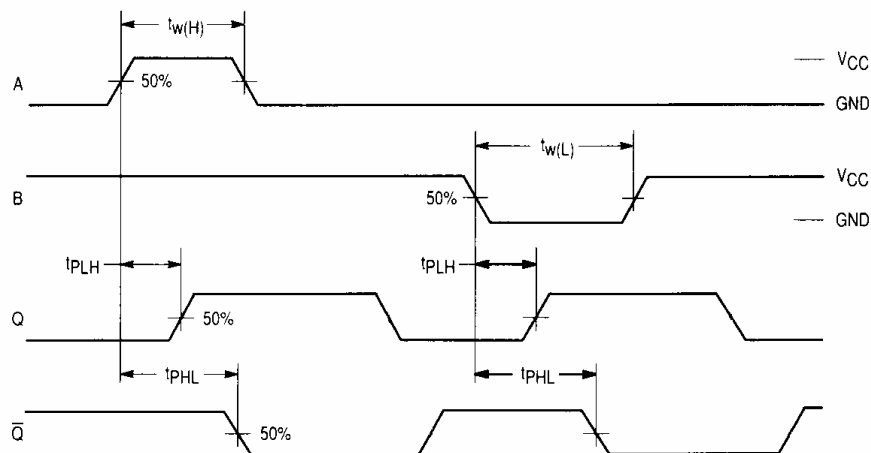 tw(H)
A
50%
VCC
GND
tw(L)
B
50%
VCC
GND
tPLH
tPLH
Q
50%
tPHL
tPHL
Q̅
50%